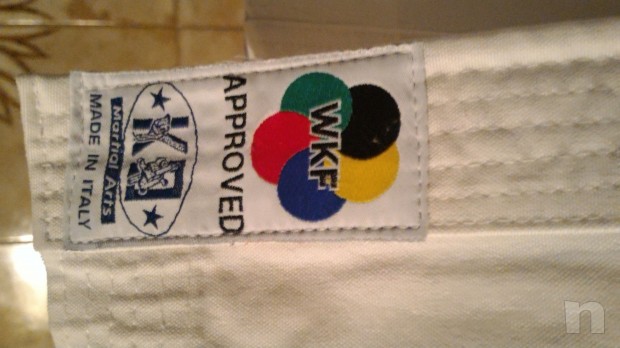 WKF
APPROVED
K
Martial Arts
MADE IN ITALY
n